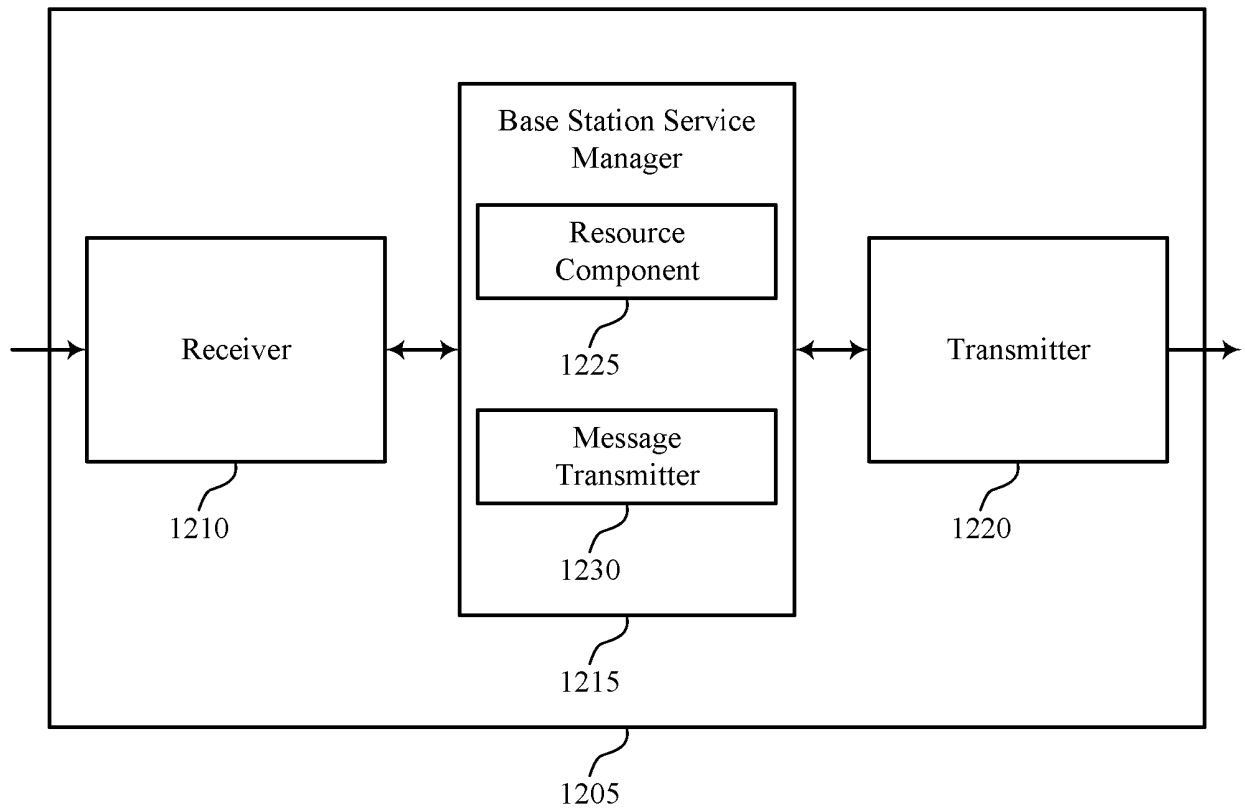 Base Station Service
Manager
Resource
Component
1225
Receiver
1210
Message
Transmitter
1230
Transmitter
1220
1215
1205